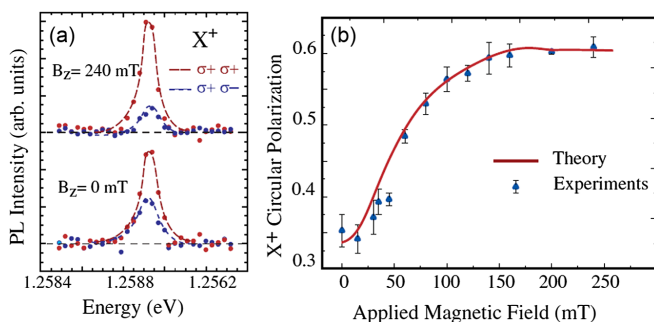 (a)
X+
Bz= 240 mT
σ+ σ+
σ+ σ−
Bz= 0 mT
PL Intensity (arb. units)
1.2584
1.2588
1.2562
Energy (eV)
(b)
X+ Circular Polarization
0.6
0.5
0.4
0.3
Theory
Experiments
0
50
100
150
200
250
Applied Magnetic Field (mT)